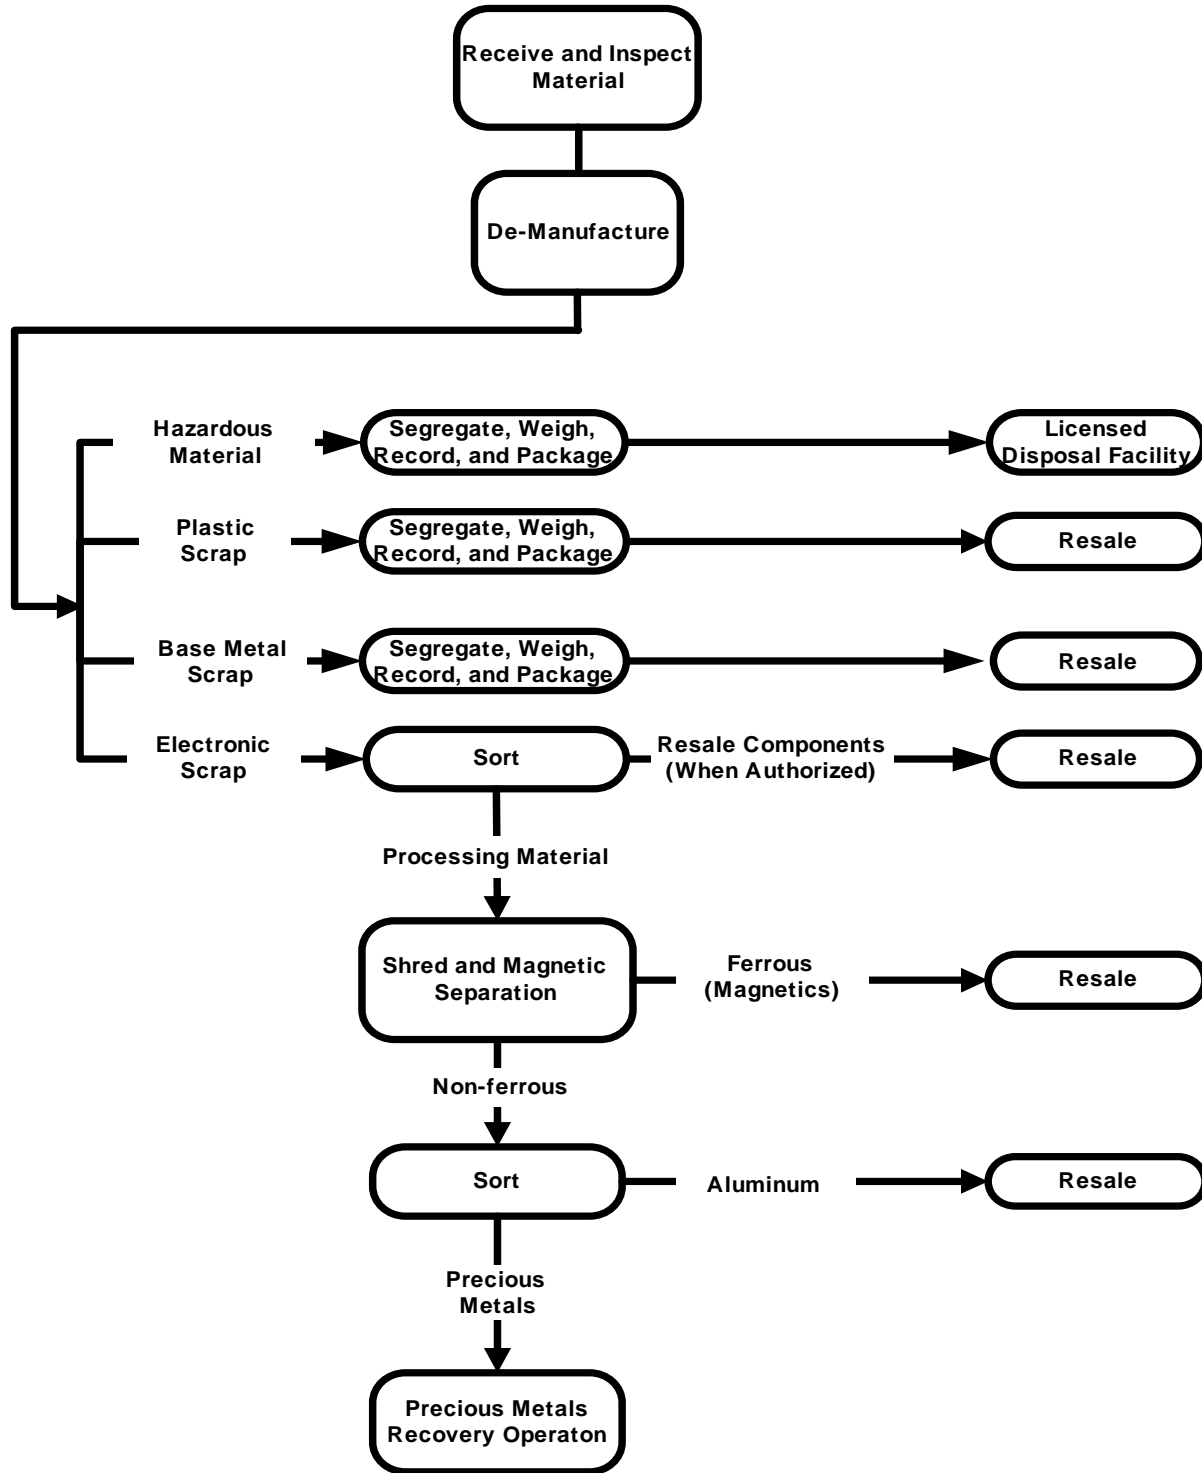 Receive and Inspect
Material
De-Manufacture
Hazardous
Material
Segregate, Weigh,
Record, and Package
Licensed
Disposal Facility
Plastic
Scrap
Segregate, Weigh,
Record, and Package
Resale
Base Metal
Scrap
Segregate, Weigh,
Record, and Package
Resale
Electronic
Scrap
Sort
Resale Components
(When Authorized)
Resale
Processing Material
Shred and Magnetic
Separation
Ferrous
(Magnetics)
Resale
Non-ferrous
Sort
Aluminum
Resale
Precious
Metals
Precious Metals
Recovery Operaton